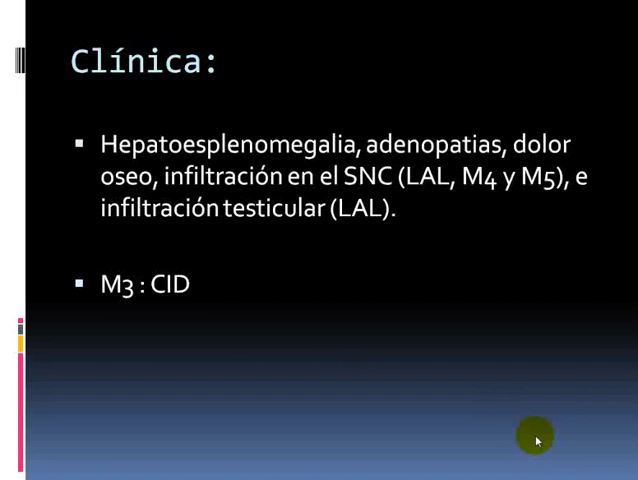 Clínica:
Hepatoesplenomegalia, adenopatias, dolor
oseo, infiltración en el SNC (LAL, M4 y M5), e
infiltración testicular (LAL).
M3 : CID